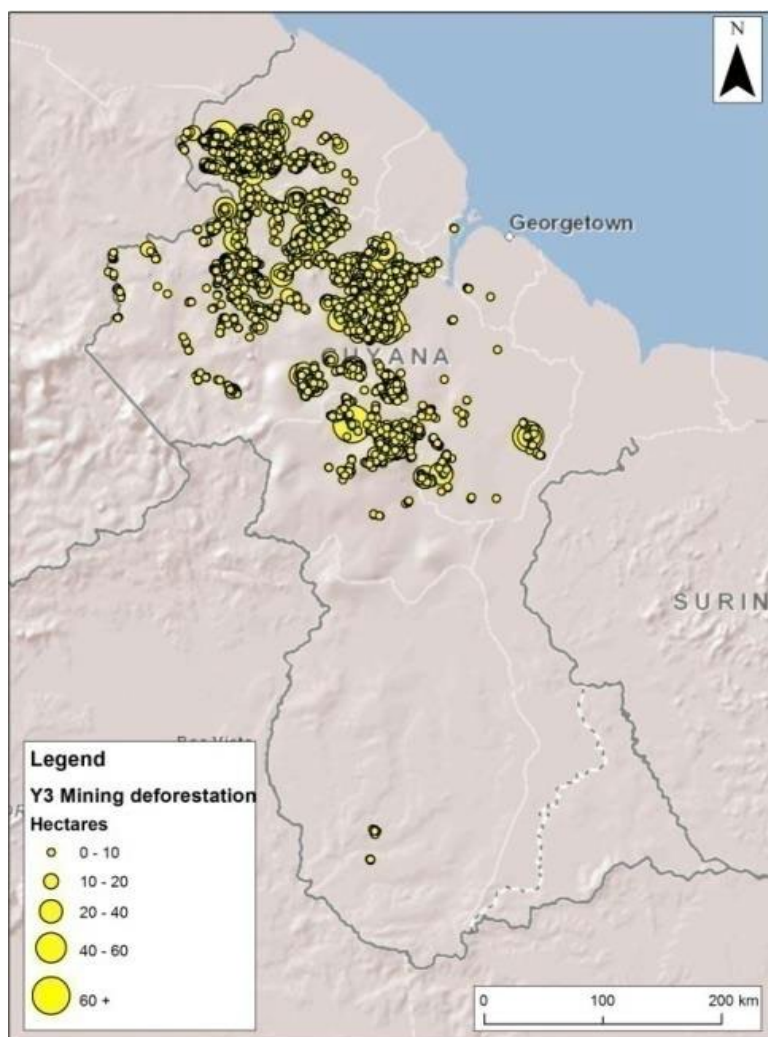 N
Georgetown
GUYANA
SURIN
Legend
Y3 Mining deforestation
Hectares
0 - 10
10 - 20
20 - 40
40 - 60
60 +
0 100 200 km